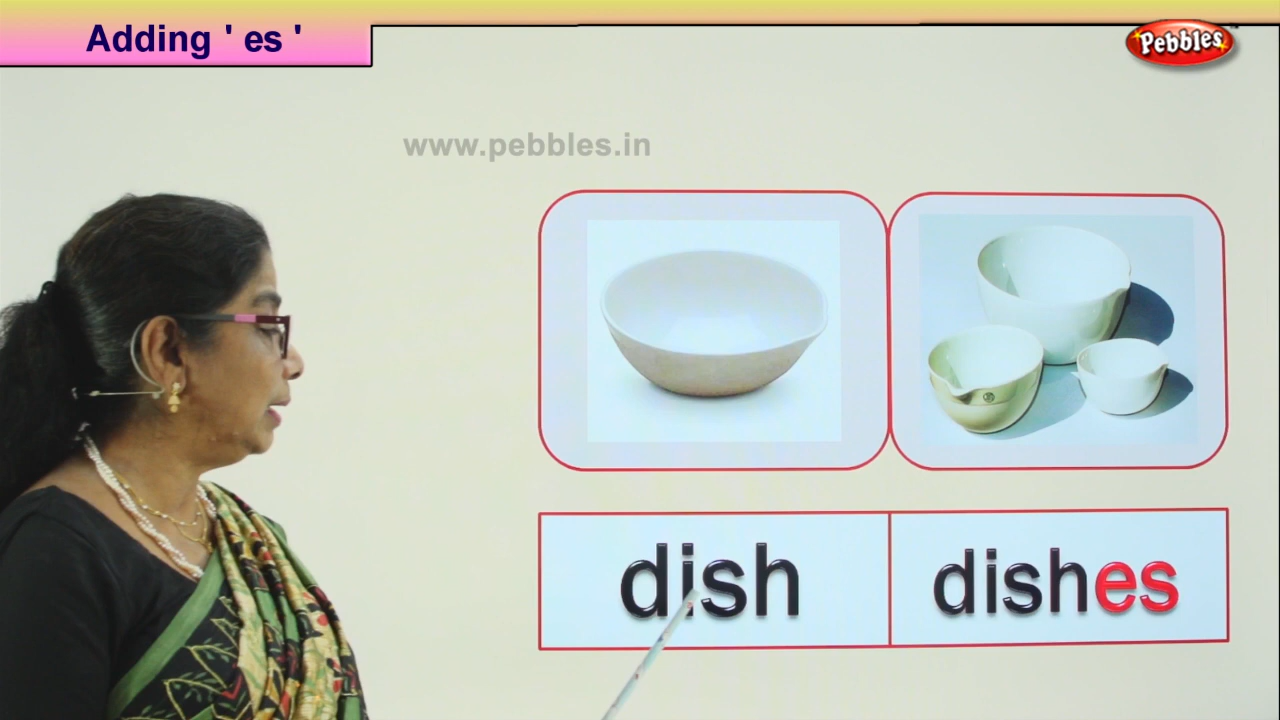 Adding ' es '
Pebbles
www.pebbles.in
dish
dishes